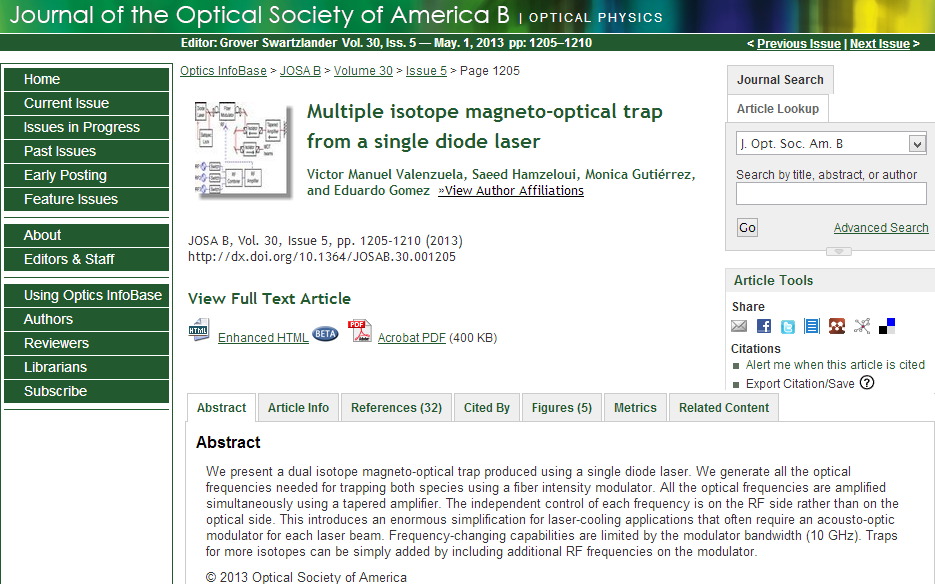 Journal of the Optical Society of America B | OPTICAL PHYSICS
Editor: Grover Swartzlander Vol. 30, Iss. 5 — May. 1, 2013 pp: 1205–1210
< Previous Issue | Next Issue >
Home
Current Issue
Issues in Progress
Past Issues
Early Posting
Feature Issues
About
Editors & Staff
Using Optics InfoBase
Authors
Reviewers
Librarians
Subscribe
Optics InfoBase > JOSA B > Volume 30 > Issue 5 > Page 1205
Multiple isotope magneto-optical trap
from a single diode laser
Victor Manuel Valenzuela, Saeed Hamzeloui, Monica Gutiérrez,
and Eduardo Gomez »View Author Affiliations
JOSA B, Vol. 30, Issue 5, pp. 1205-1210 (2013)
http://dx.doi.org/10.1364/JOSAB.30.001205
View Full Text Article
HTML Enhanced HTML BETA PDF Acrobat PDF (400 KB)
Abstract
Article Info
References (32)
Cited By
Figures (5)
Metrics
Related Content
Abstract
We present a dual isotope magneto-optical trap produced using a single diode laser. We generate all the optical
frequencies needed for trapping both species using a fiber intensity modulator. All the optical frequencies are amplified
simultaneously using a tapered amplifier. The independent control of each frequency is on the RF side rather than on the
optical side. This introduces an enormous simplification for laser-cooling applications that often require an acousto-optic
modulator for each laser beam. Frequency-changing capabilities are limited by the modulator bandwidth (10 GHz). Traps
for more isotopes can be simply added by including additional RF frequencies on the modulator.
© 2013 Optical Society of America
Journal Search
Article Lookup
J. Opt. Soc. Am. B
Search by title, abstract, or author
Go
Advanced Search
Article Tools
Share
Citations
Alert me when this article is cited
Export Citation/Save ?